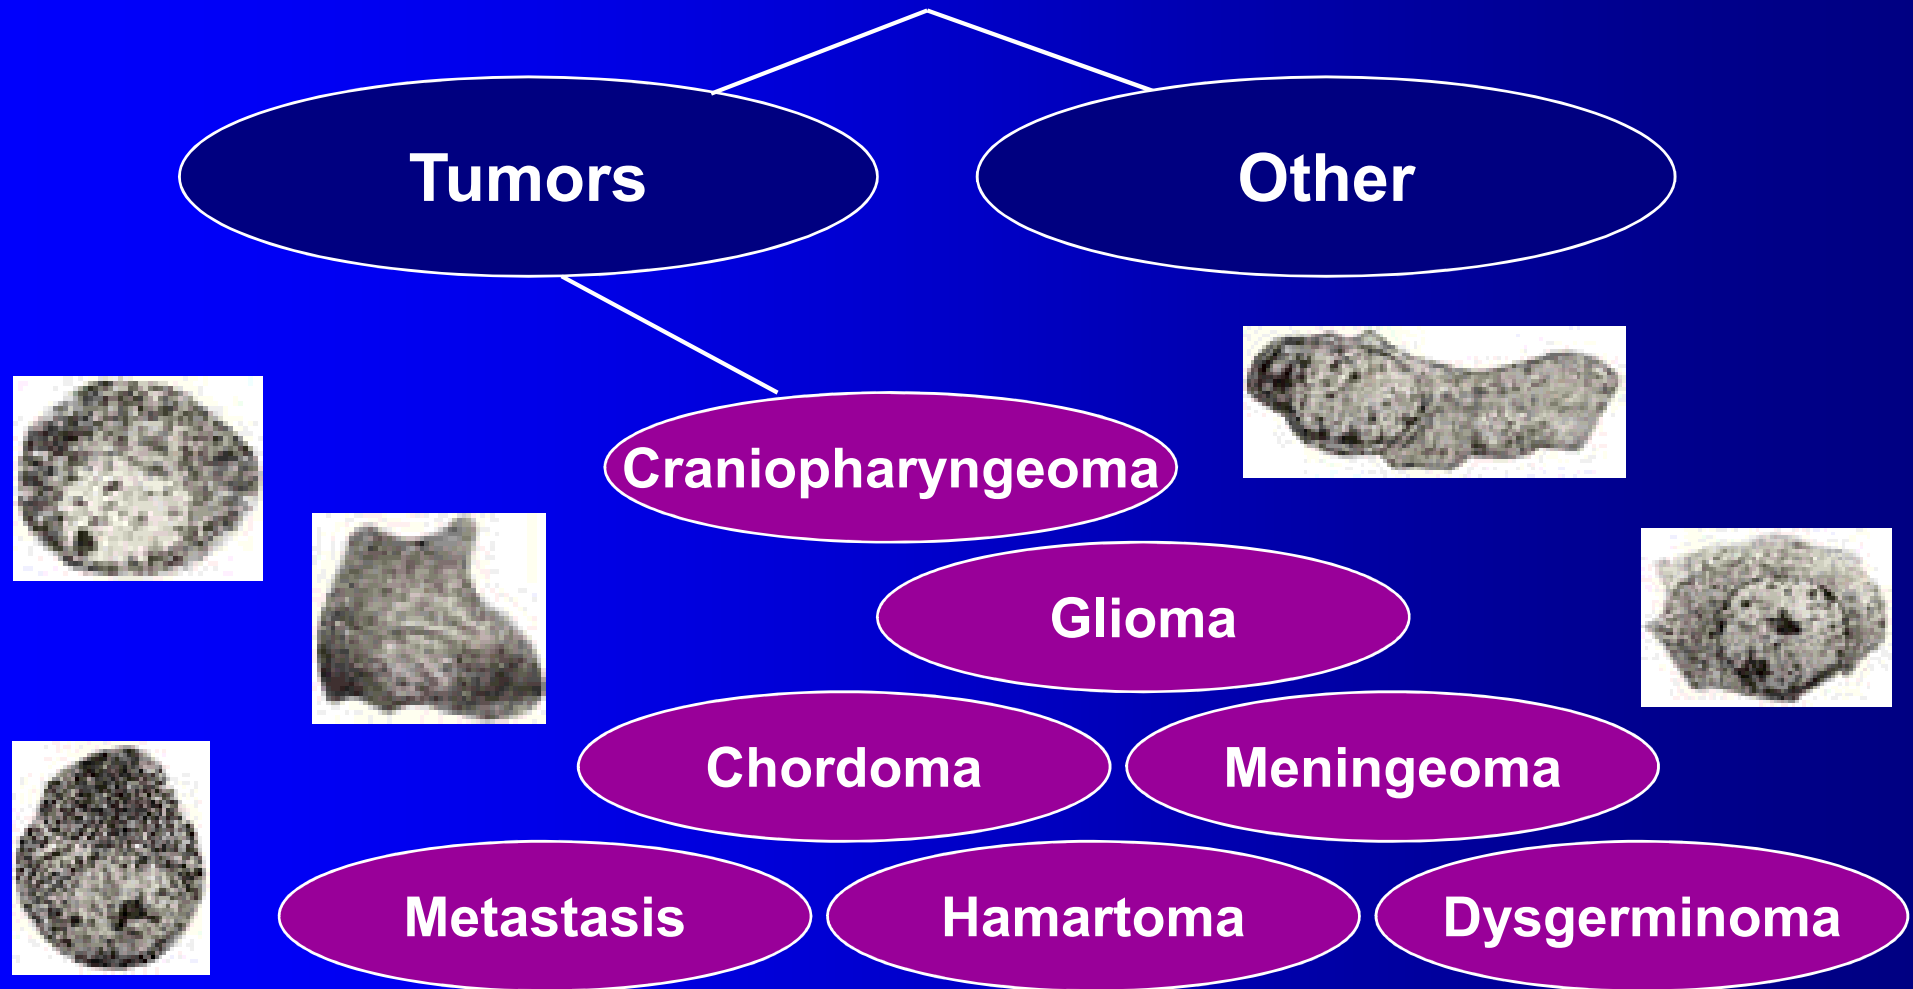 Tumors
Other
Craniopharyngeoma
Glioma
Chordoma
Meningeoma
Metastasis
Hamartoma
Dysgerminoma